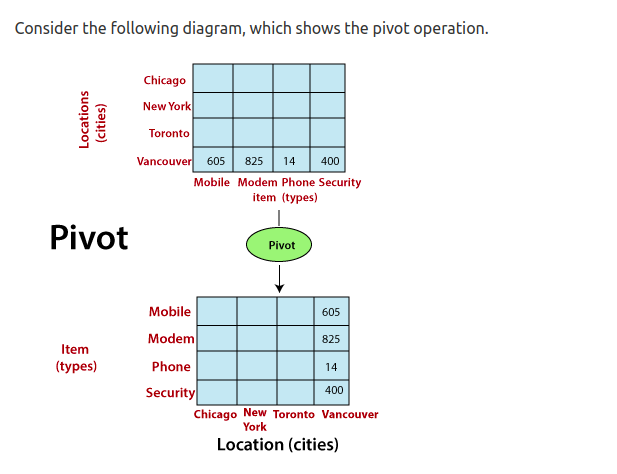 Consider the following diagram, which shows the pivot operation.
Locations
(cities)
Chicago
New York
Toronto
Vancouver 605 825 14 400
Mobile Modem Phone Security
item (types)
Pivot
Pivot
Item
(types)
Mobile 605
Modem 825
Phone 14
Security 400
Chicago New York Toronto Vancouver
Location (cities)